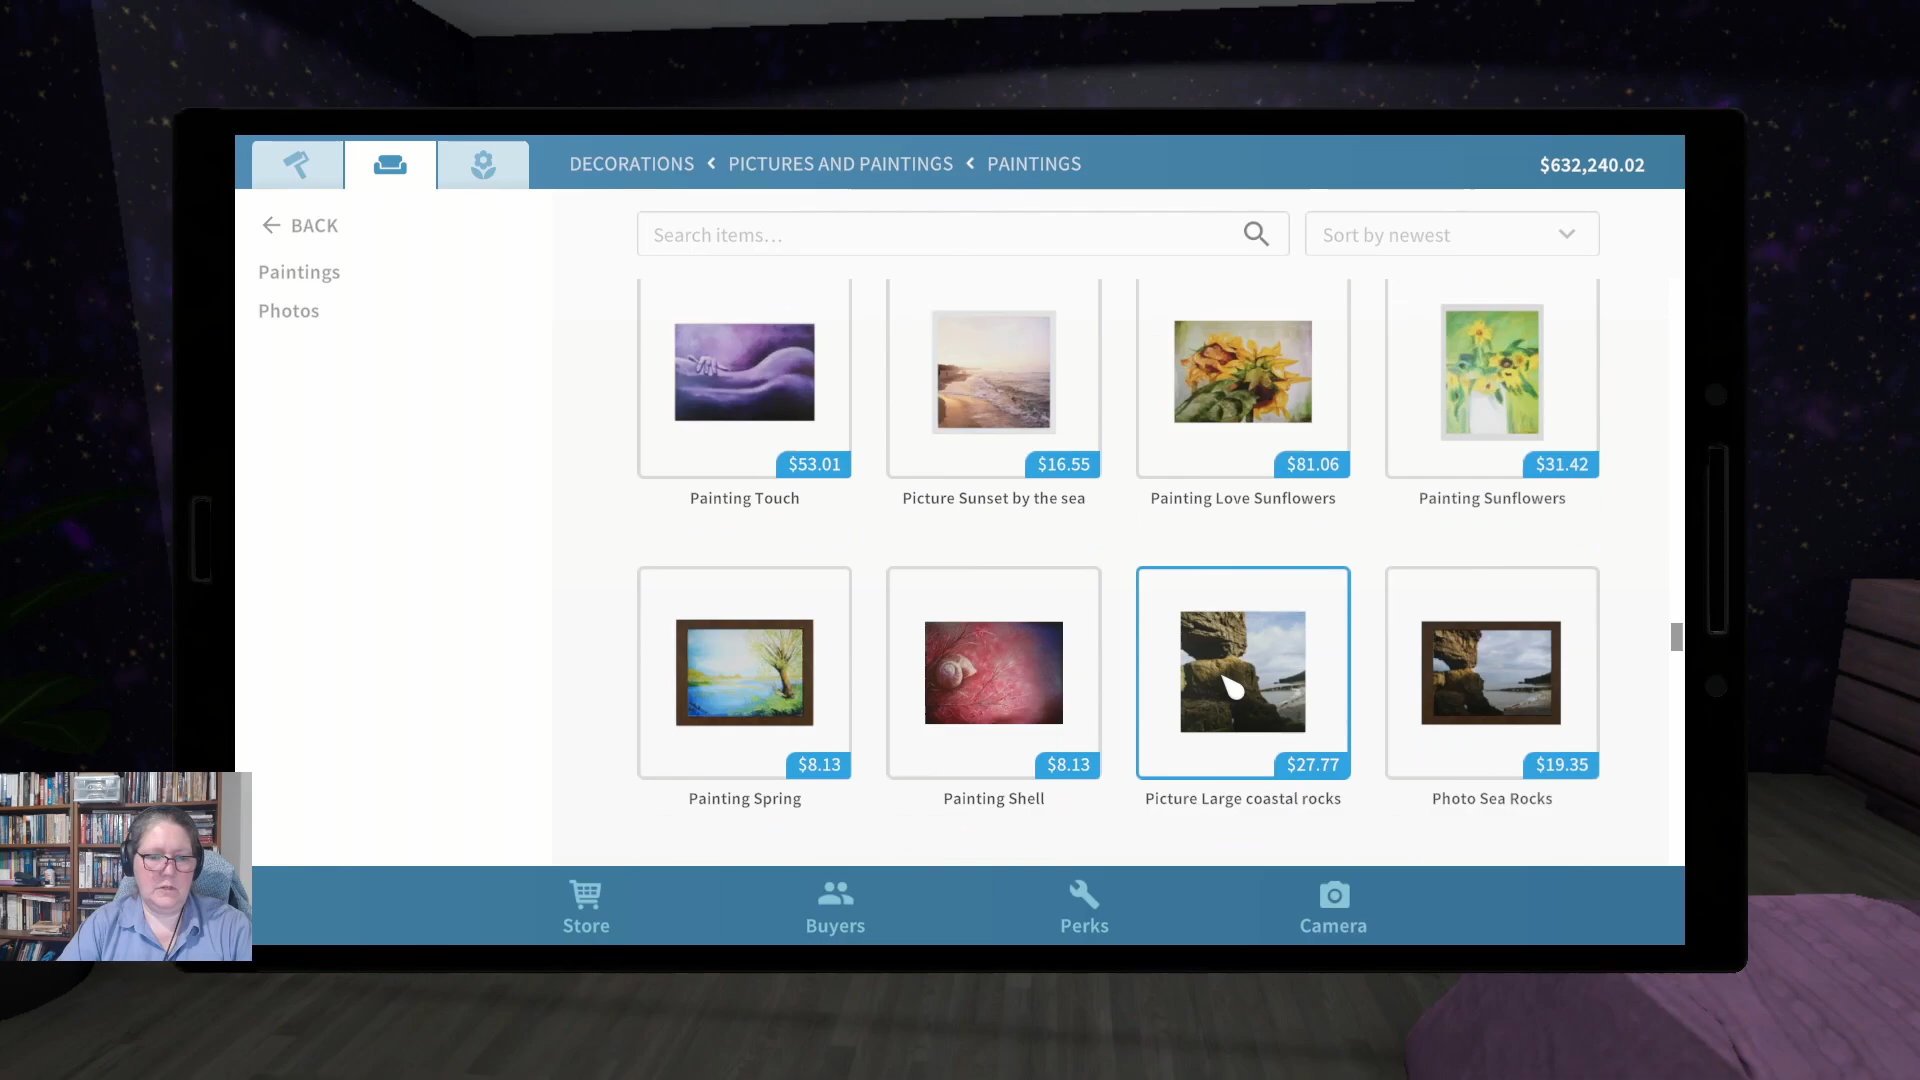 DECORATIONS < PICTURES AND PAINTINGS < PAINTINGS
$632,240.02
BACK
Paintings
Photos
Search items...
Sort by newest
$53.01
$16.55
$81.06
$31.42
Painting Touch
Picture Sunset by the sea
Painting Love Sunflowers
Painting Sunflowers
$8.13
$8.13
$27.77
$19.35
Painting Spring
Painting Shell
Picture Large coastal rocks
Photo Sea Rocks
Store
Buyers
Perks
Camera